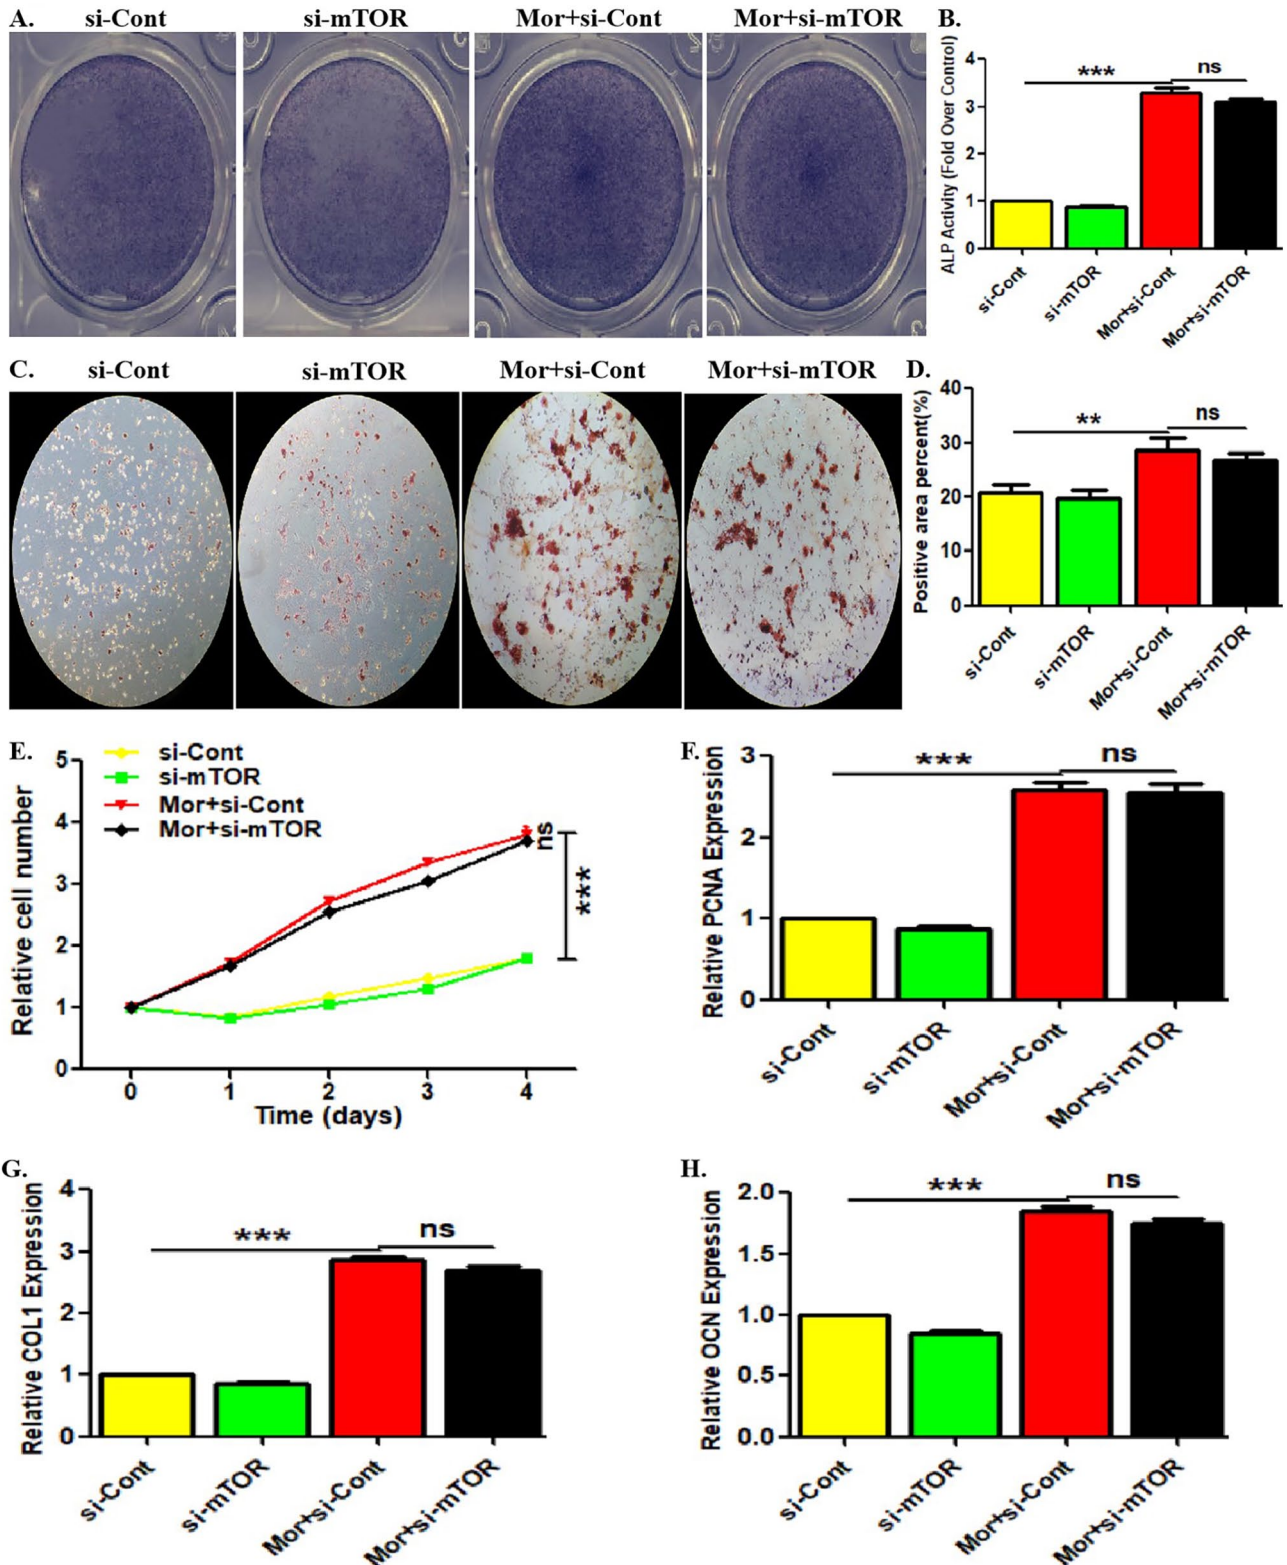 A. si-Cont si-mTOR Mor+si-Cont Mor+si-mTOR
B.
ALP Activity (Fold Over Control)
4
3
2
1
0
*** ns
si-Cont si-mTOR Mor+si-Cont Mor+si-mTOR
C. si-Cont si-mTOR Mor+si-Cont Mor+si-mTOR
D.
Positive area percent(%)
40
30
20
10
0
** ns
si-Cont si-mTOR Mor+si-Cont Mor+si-mTOR
E.
si-Cont
si-mTOR
Mor+si-Cont
Mor+si-mTOR
Relative cell number
5
4
3
2
1
0
ns
***
0 1 2 3 4
Time (days)
F.
Relative PCNA Expression
3
2
1
0
*** ns
si-Cont si-mTOR Mor+si-Cont Mor+si-mTOR
G.
Relative COL1 Expression
4
3
2
1
0
*** ns
si-Cont si-mTOR Mor+si-Cont Mor+si-mTOR
H.
Relative OCN Expression
2.0
1.5
1.0
0.5
0.0
*** ns
si-Cont si-mTOR Mor+si-Cont Mor+si-mTOR